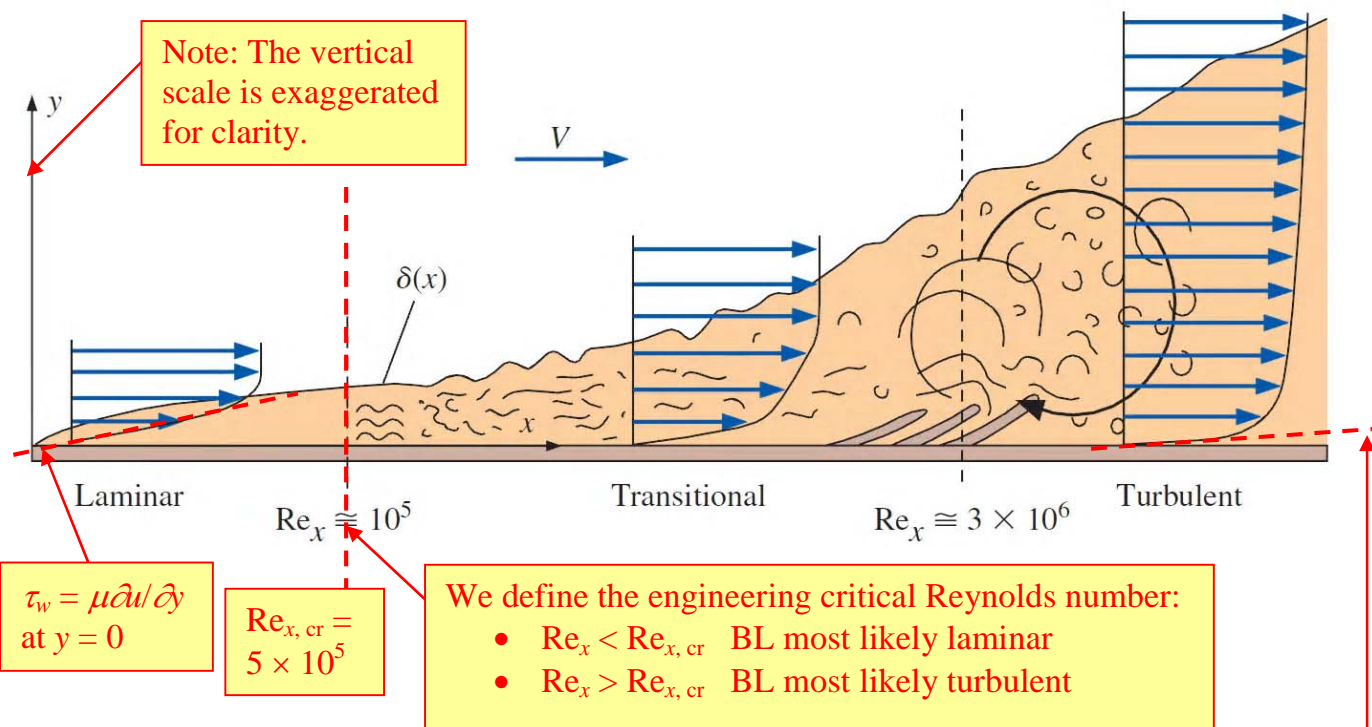 Note: The vertical
scale is exaggerated
for clarity.
y
V
δ(x)
x
Laminar
Transitional
Turbulent
Re_x ≅ 10^5
Re_x ≅ 3 × 10^6
τ_w = μ∂u/∂y
at y = 0
Re_x, cr =
5 × 10^5
We define the engineering critical Reynolds number:
• Re_x < Re_x, cr BL most likely laminar
• Re_x > Re_x, cr BL most likely turbulent